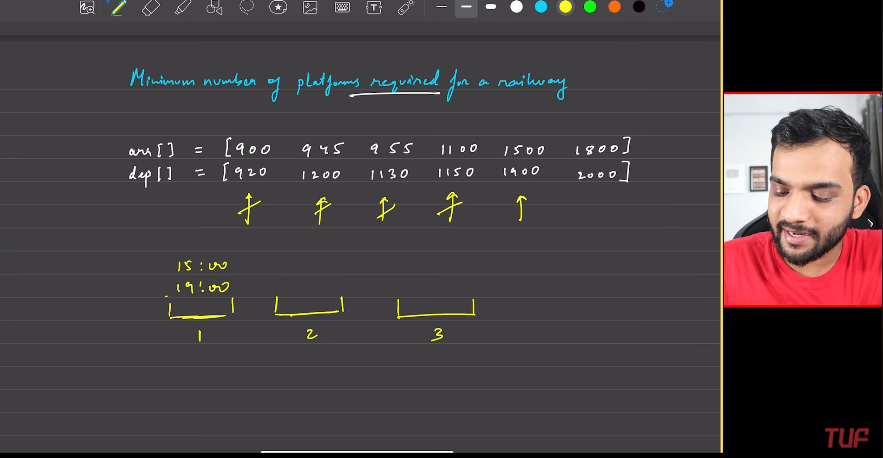 Minimum number of platforms required for a railway
arr[] = [900 945 955 1100 1500 1800]
dep[] = [920 1200 1130 1150 1900 2000]
15:00
19:00
1 2 3
TUF